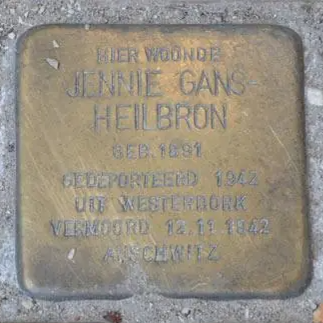 HIER WOONDE
JENNIE GANS-
HEILBRON
GEB. 1891
GEDEPORTEERD 1942
UIT WESTERBORK
VERMOORD 12.11.1942
AUSCHWITZ